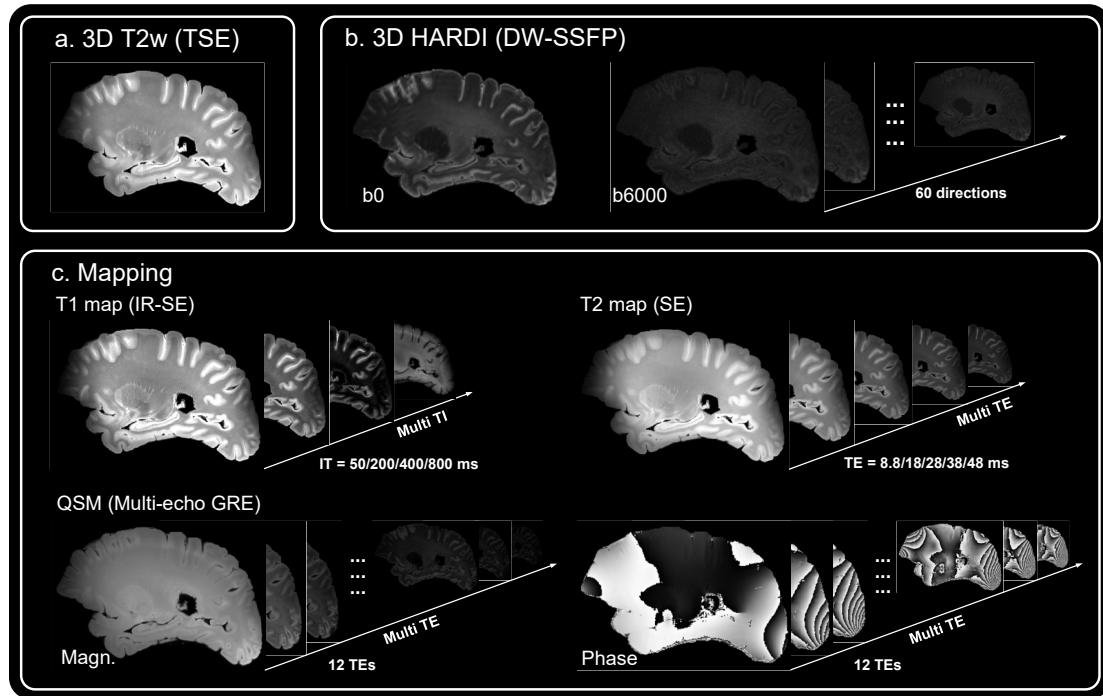 a. 3D T2w (TSE)
b. 3D HARDI (DW-SSFP)
b0
b6000
...
...
...
60 directions
c. Mapping
T1 map (IR-SE)
Multi TI
IT = 50/200/400/800 ms
T2 map (SE)
Multi TE
TE = 8.8/18/28/38/48 ms
QSM (Multi-echo GRE)
Magn.
...
...
...
Multi TE
12 TEs
Phase
...
...
...
Multi TE
12 TEs